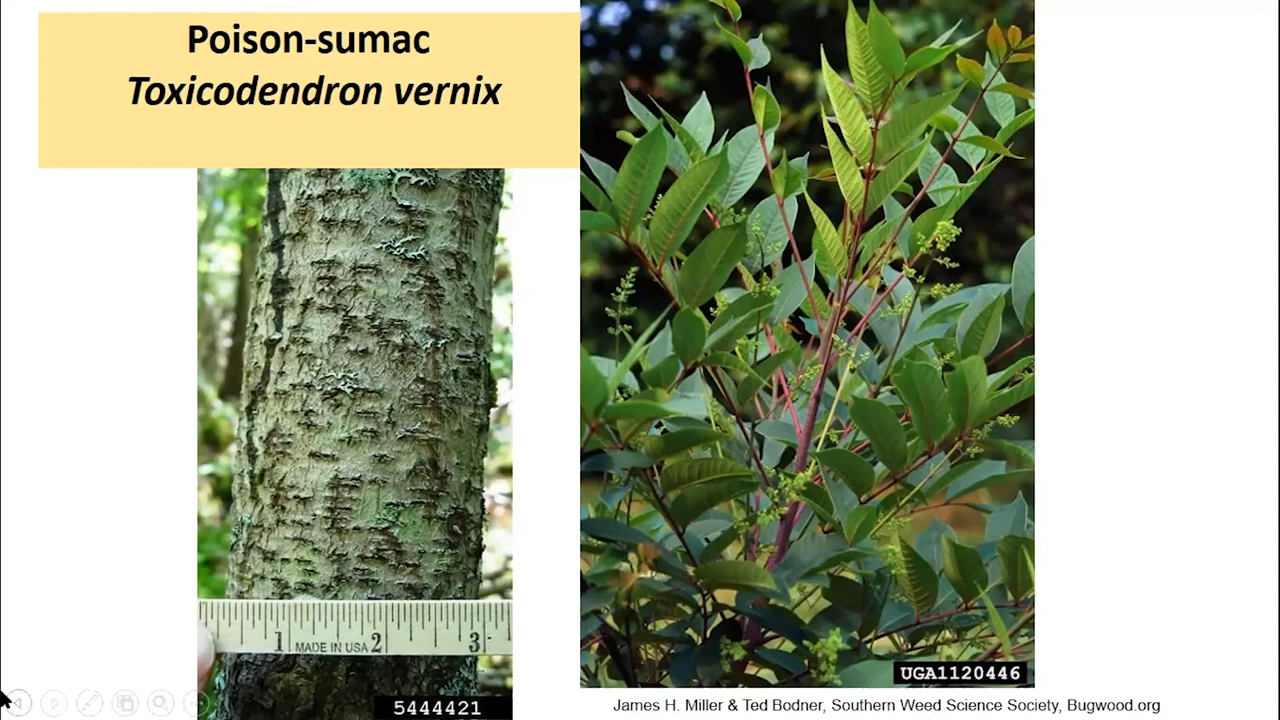 Poison-sumac
Toxicodendron vernix
1 MADE IN USA 2 3
5444421
UGA1120446
James H. Miller & Ted Bodner, Southern Weed Science Society, Bugwood.org